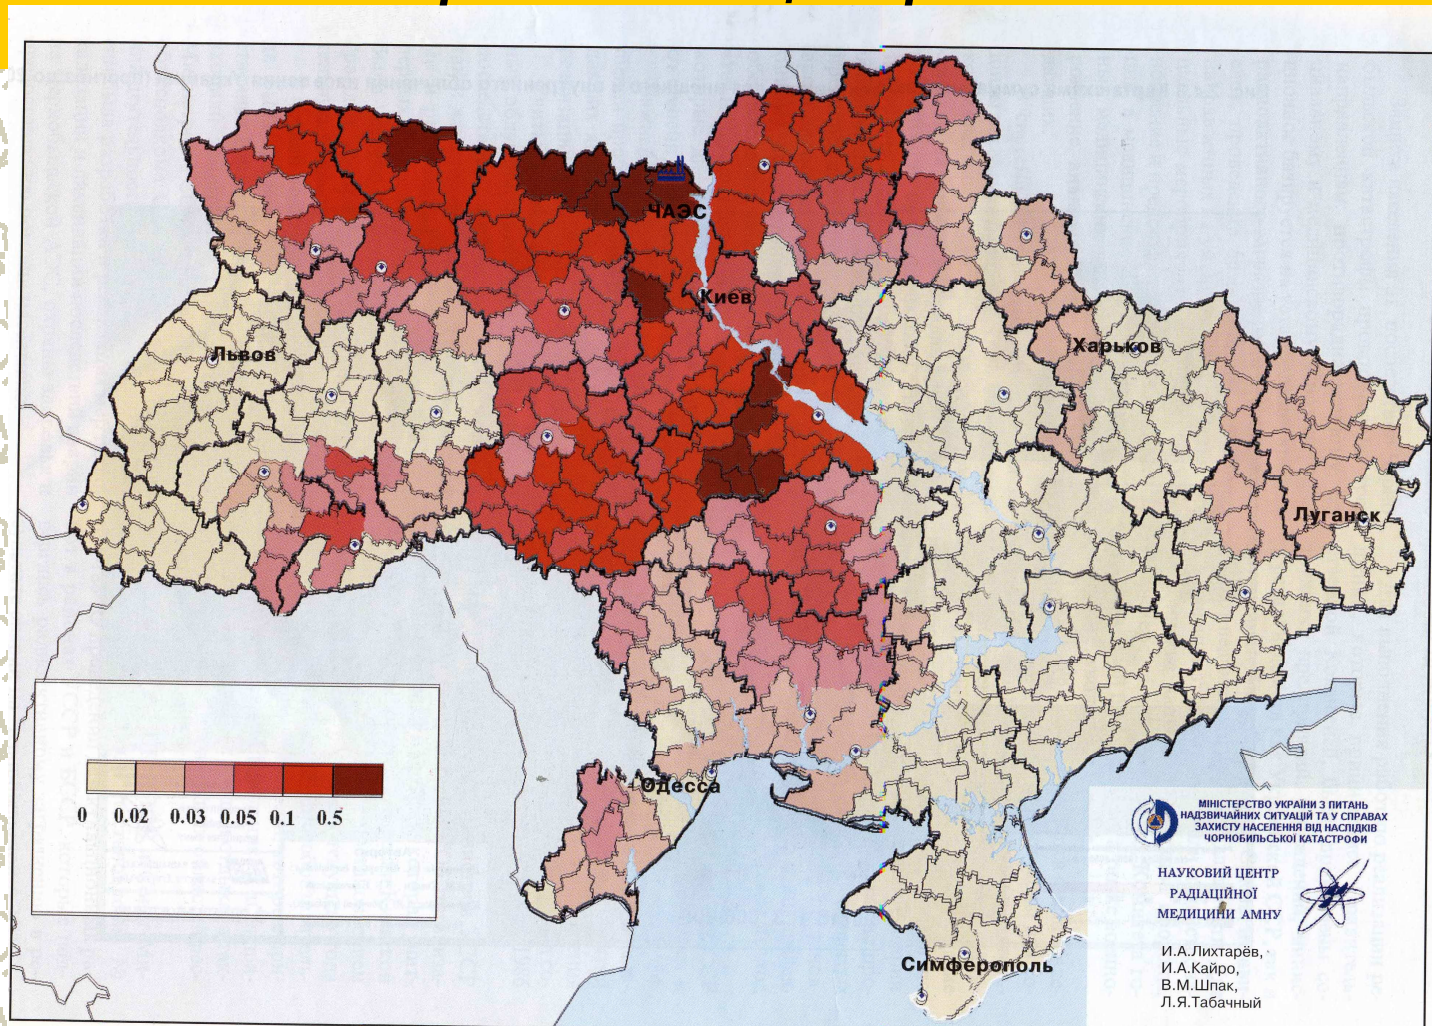 ЧАЭС
Киев
Львов
Харьков
Луганск
Одесса
Симферополь
0 0.02 0.03 0.05 0.1 0.5
МІНІСТЕРСТВО УКРАЇНИ З ПИТАНЬ
НАДЗВИЧАЙНИХ СИТУАЦІЙ ТА У СПРАВАХ
ЗАХИСТУ НАСЕЛЕННЯ ВІД НАСЛІДКІВ
ЧОРНОБИЛЬСЬКОЇ КАТАСТРОФИ
НАУКОВИЙ ЦЕНТР
РАДІАЦІЙНОЇ
МЕДИЦИНИ АМНУ
И.А.Лихтарёв,
И.А.Кайро,
В.М.Шпак,
Л.Я.Табачный